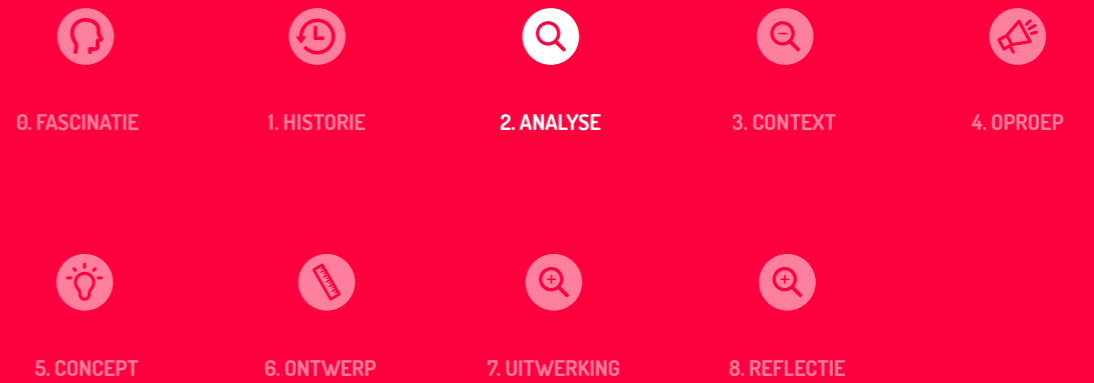 0. FASCINATIE
1. HISTORIE
2. ANALYSE
3. CONTEXT
4. OPROEP
5. CONCEPT
6. ONTWERP
7. UITWERKING
8. REFLECTIE